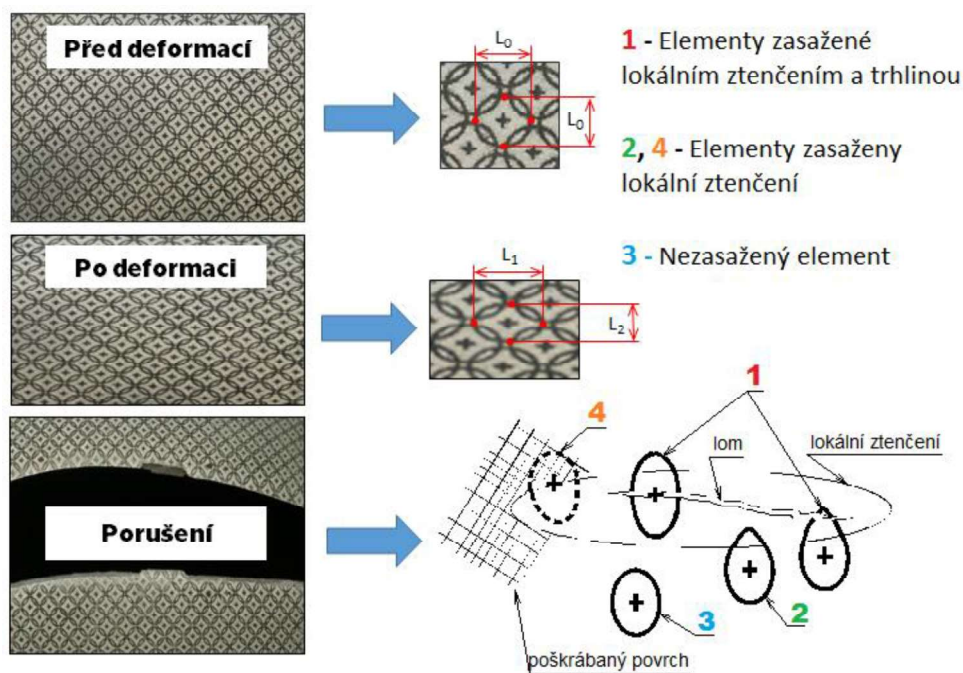 Před deformací
L₀
L₀
1 - Elementy zasažené
lokálním ztenčením a trhlinou
2, 4 - Elementy zasaženy
lokální ztenčení
3 - Nezasažený element
Po deformaci
L₁
L₂
Porušení
1
4
lom
lokální ztenčení
3
2
poškrábaný povrch